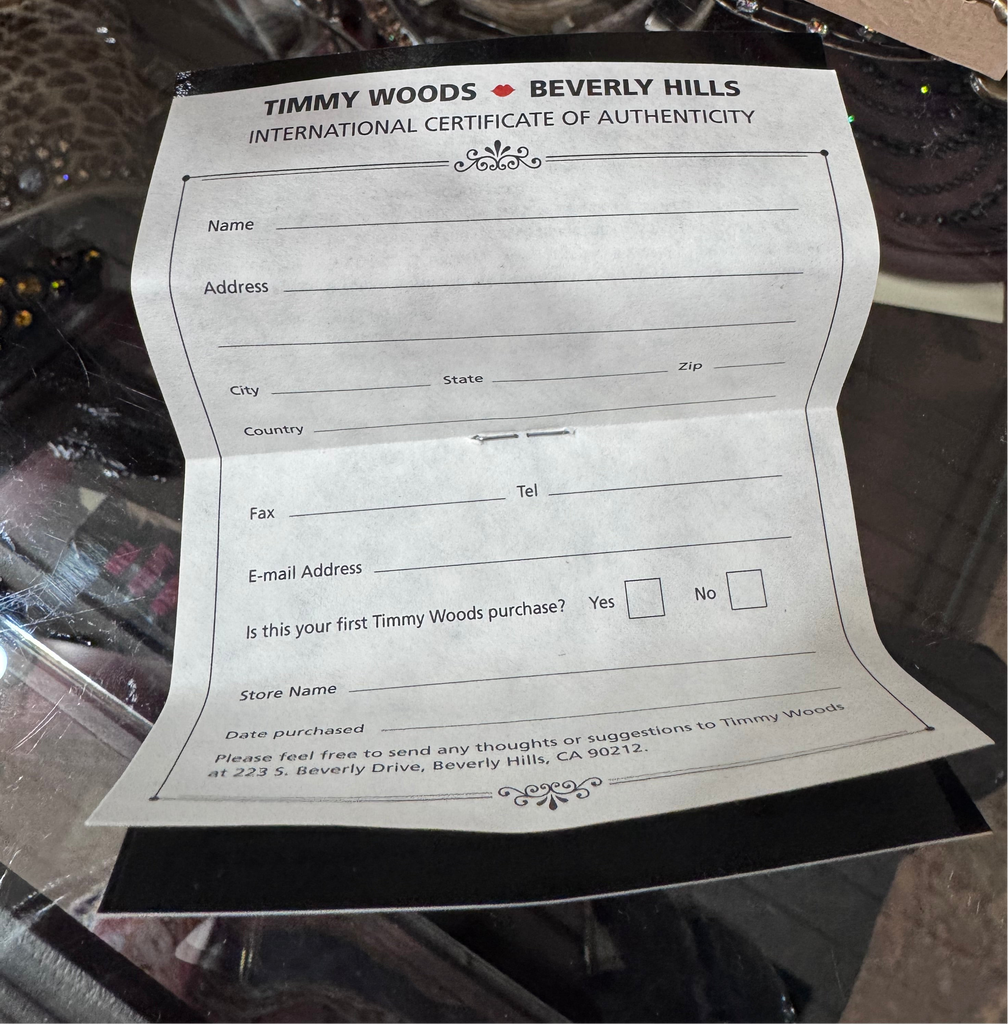 TIMMY WOODS BEVERLY HILLS
INTERNATIONAL CERTIFICATE OF AUTHENTICITY
Name
Address
City State Zip
Country
Fax Tel
E-mail Address
Is this your first Timmy Woods purchase? Yes No
Store Name
Date purchased
Please feel free to send any thoughts or suggestions to Timmy Woods
at 223 S. Beverly Drive, Beverly Hills, CA 90212.